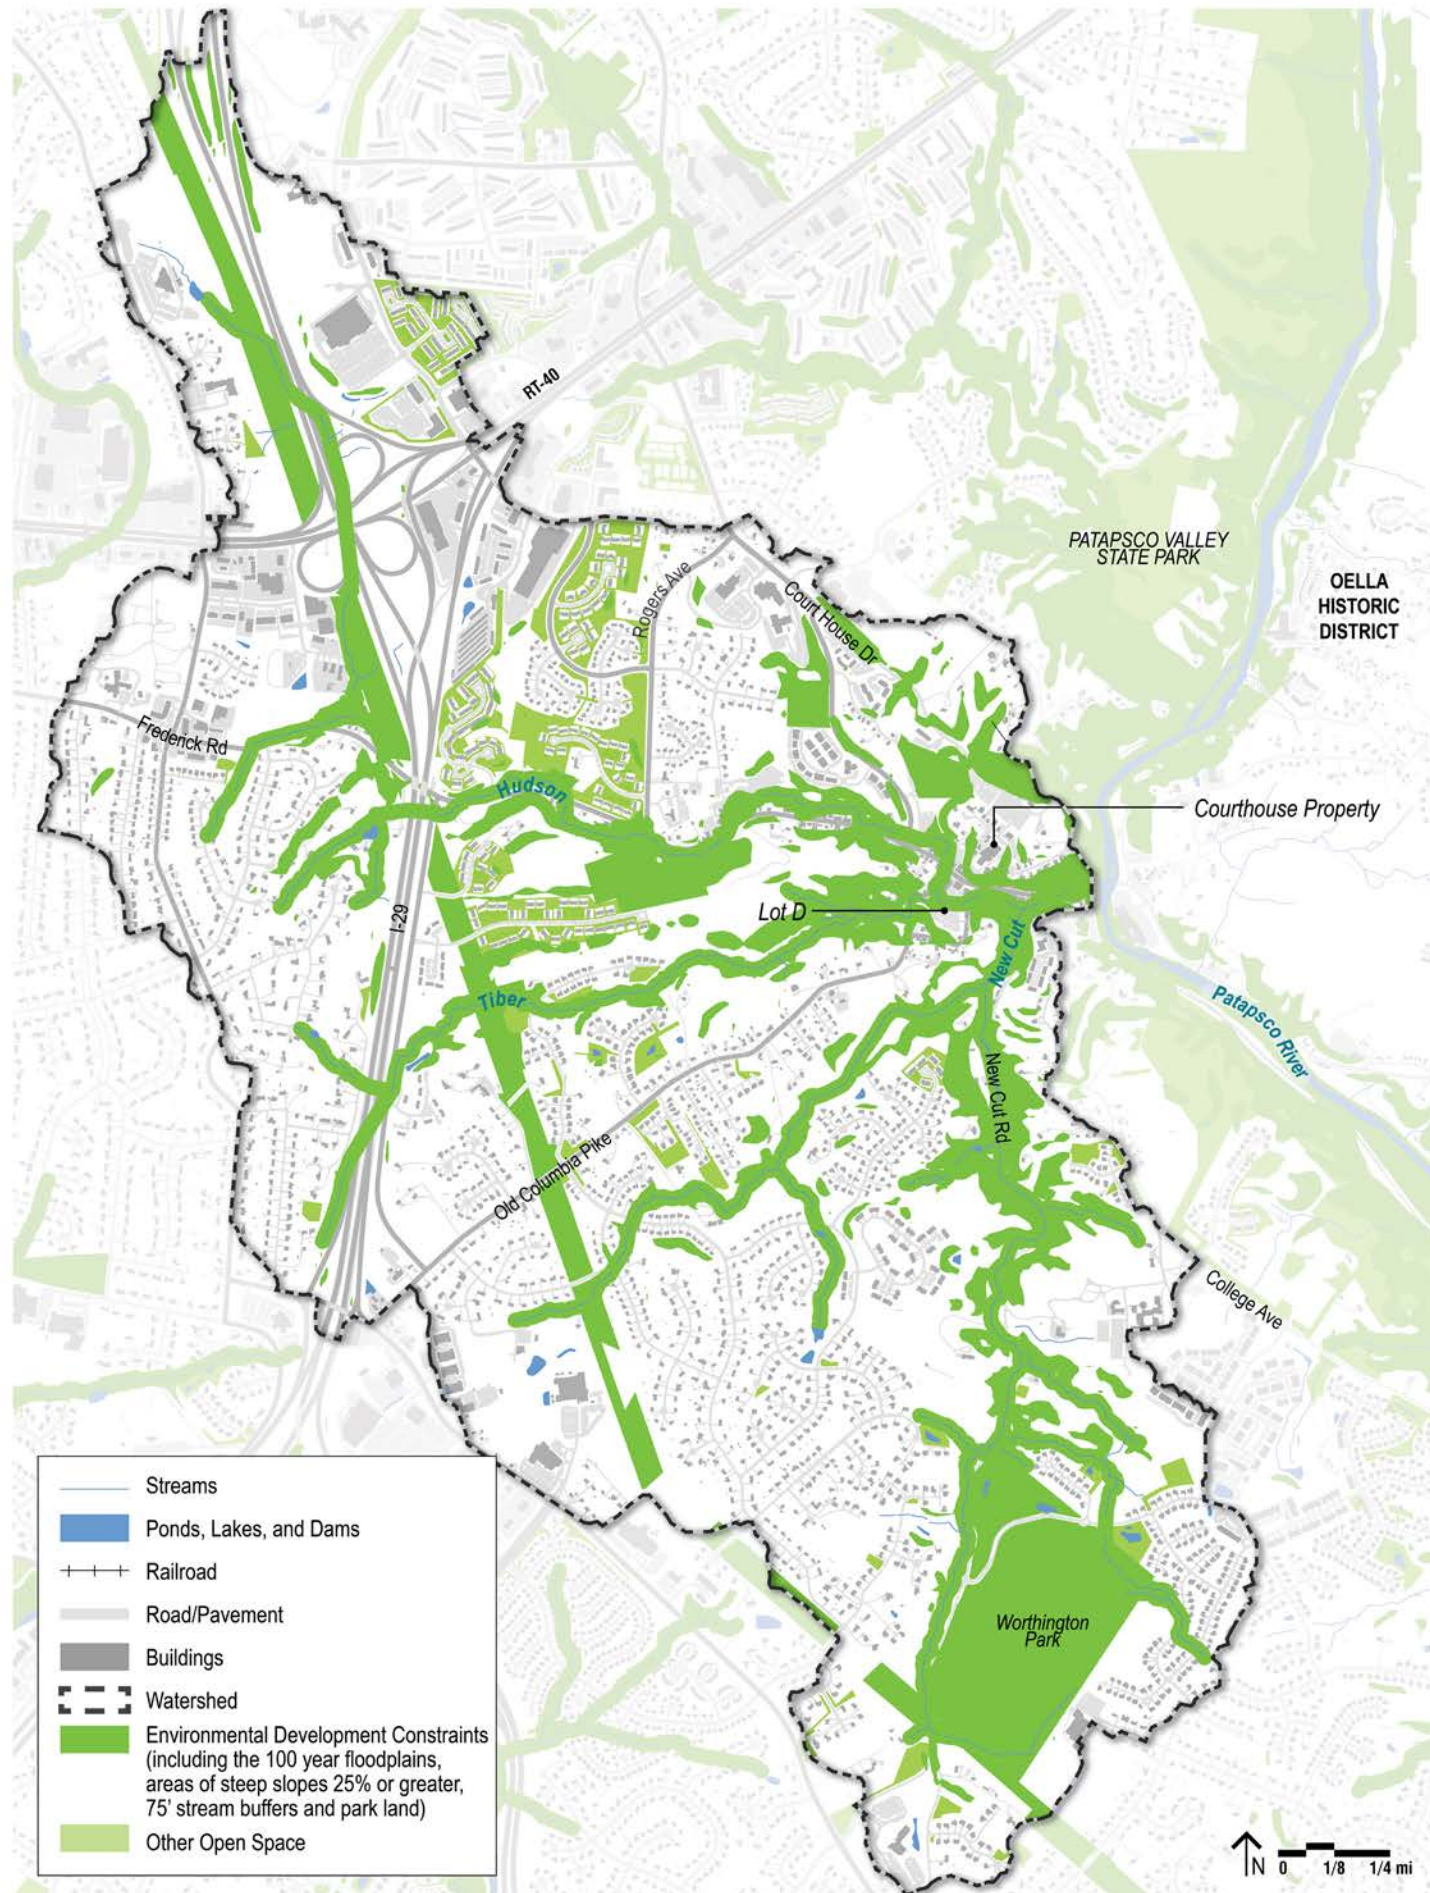 RT-40
PATAPSCO VALLEY
STATE PARK
OELLA
HISTORIC
DISTRICT
Rogers Ave
Court House Dr
Frederick Rd
Hudson
Courthouse Property
I-29
Lot D
New Cut
Tiber
Patapsco River
New Cut Rd
Old Columbia Pike
College Ave
Worthington
Park
Streams
Ponds, Lakes, and Dams
Railroad
Road/Pavement
Buildings
Watershed
Environmental Development Constraints
(including the 100 year floodplains,
areas of steep slopes 25% or greater,
75' stream buffers and park land)
Other Open Space
N 0 1/8 1/4 mi